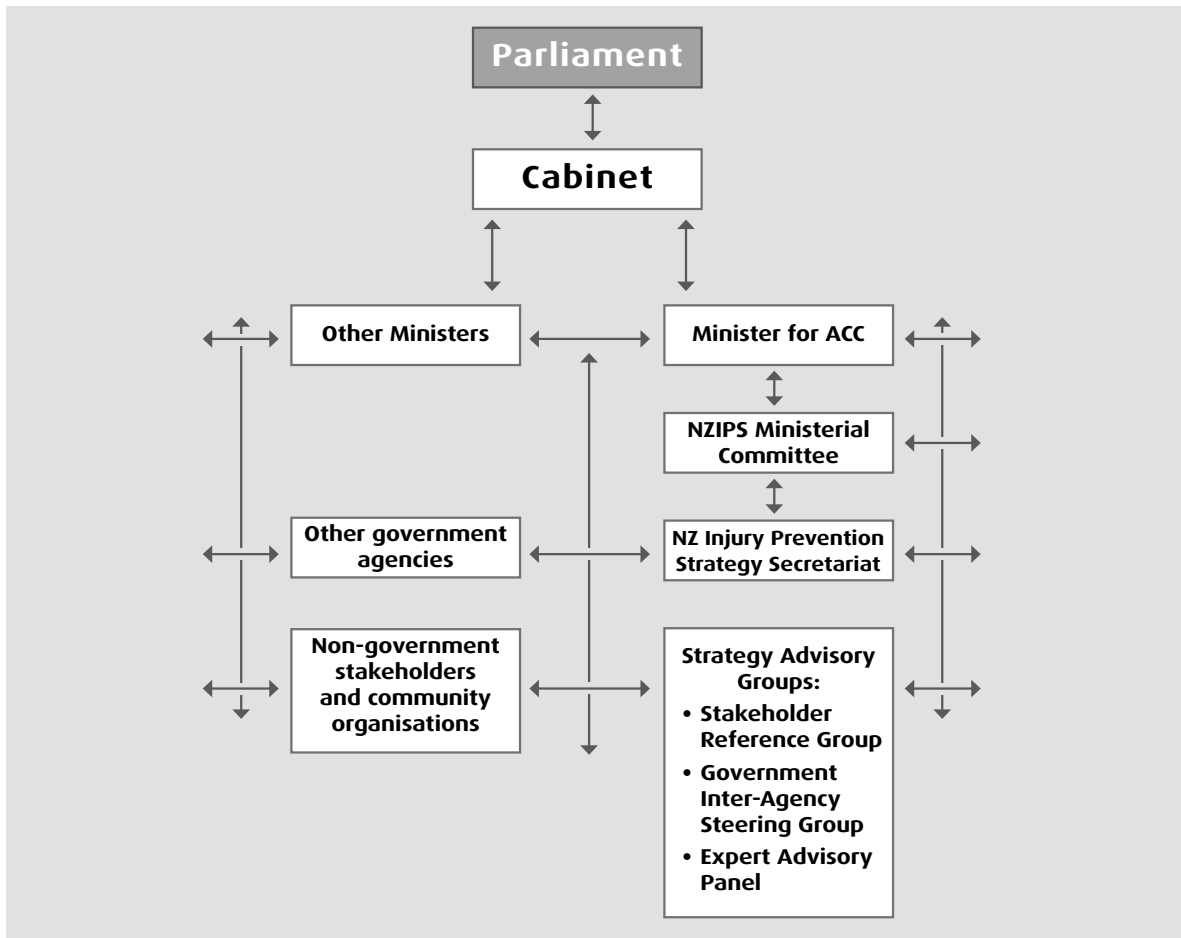 Parliament
Cabinet
Other Ministers
Minister for ACC
NZIPS Ministerial
Committee
Other government
agencies
NZ Injury Prevention
Strategy Secretariat
Non-government
stakeholders
and community
organisations
Strategy Advisory
Groups:
• Stakeholder
Reference Group
• Government
Inter-Agency
Steering Group
• Expert Advisory
Panel